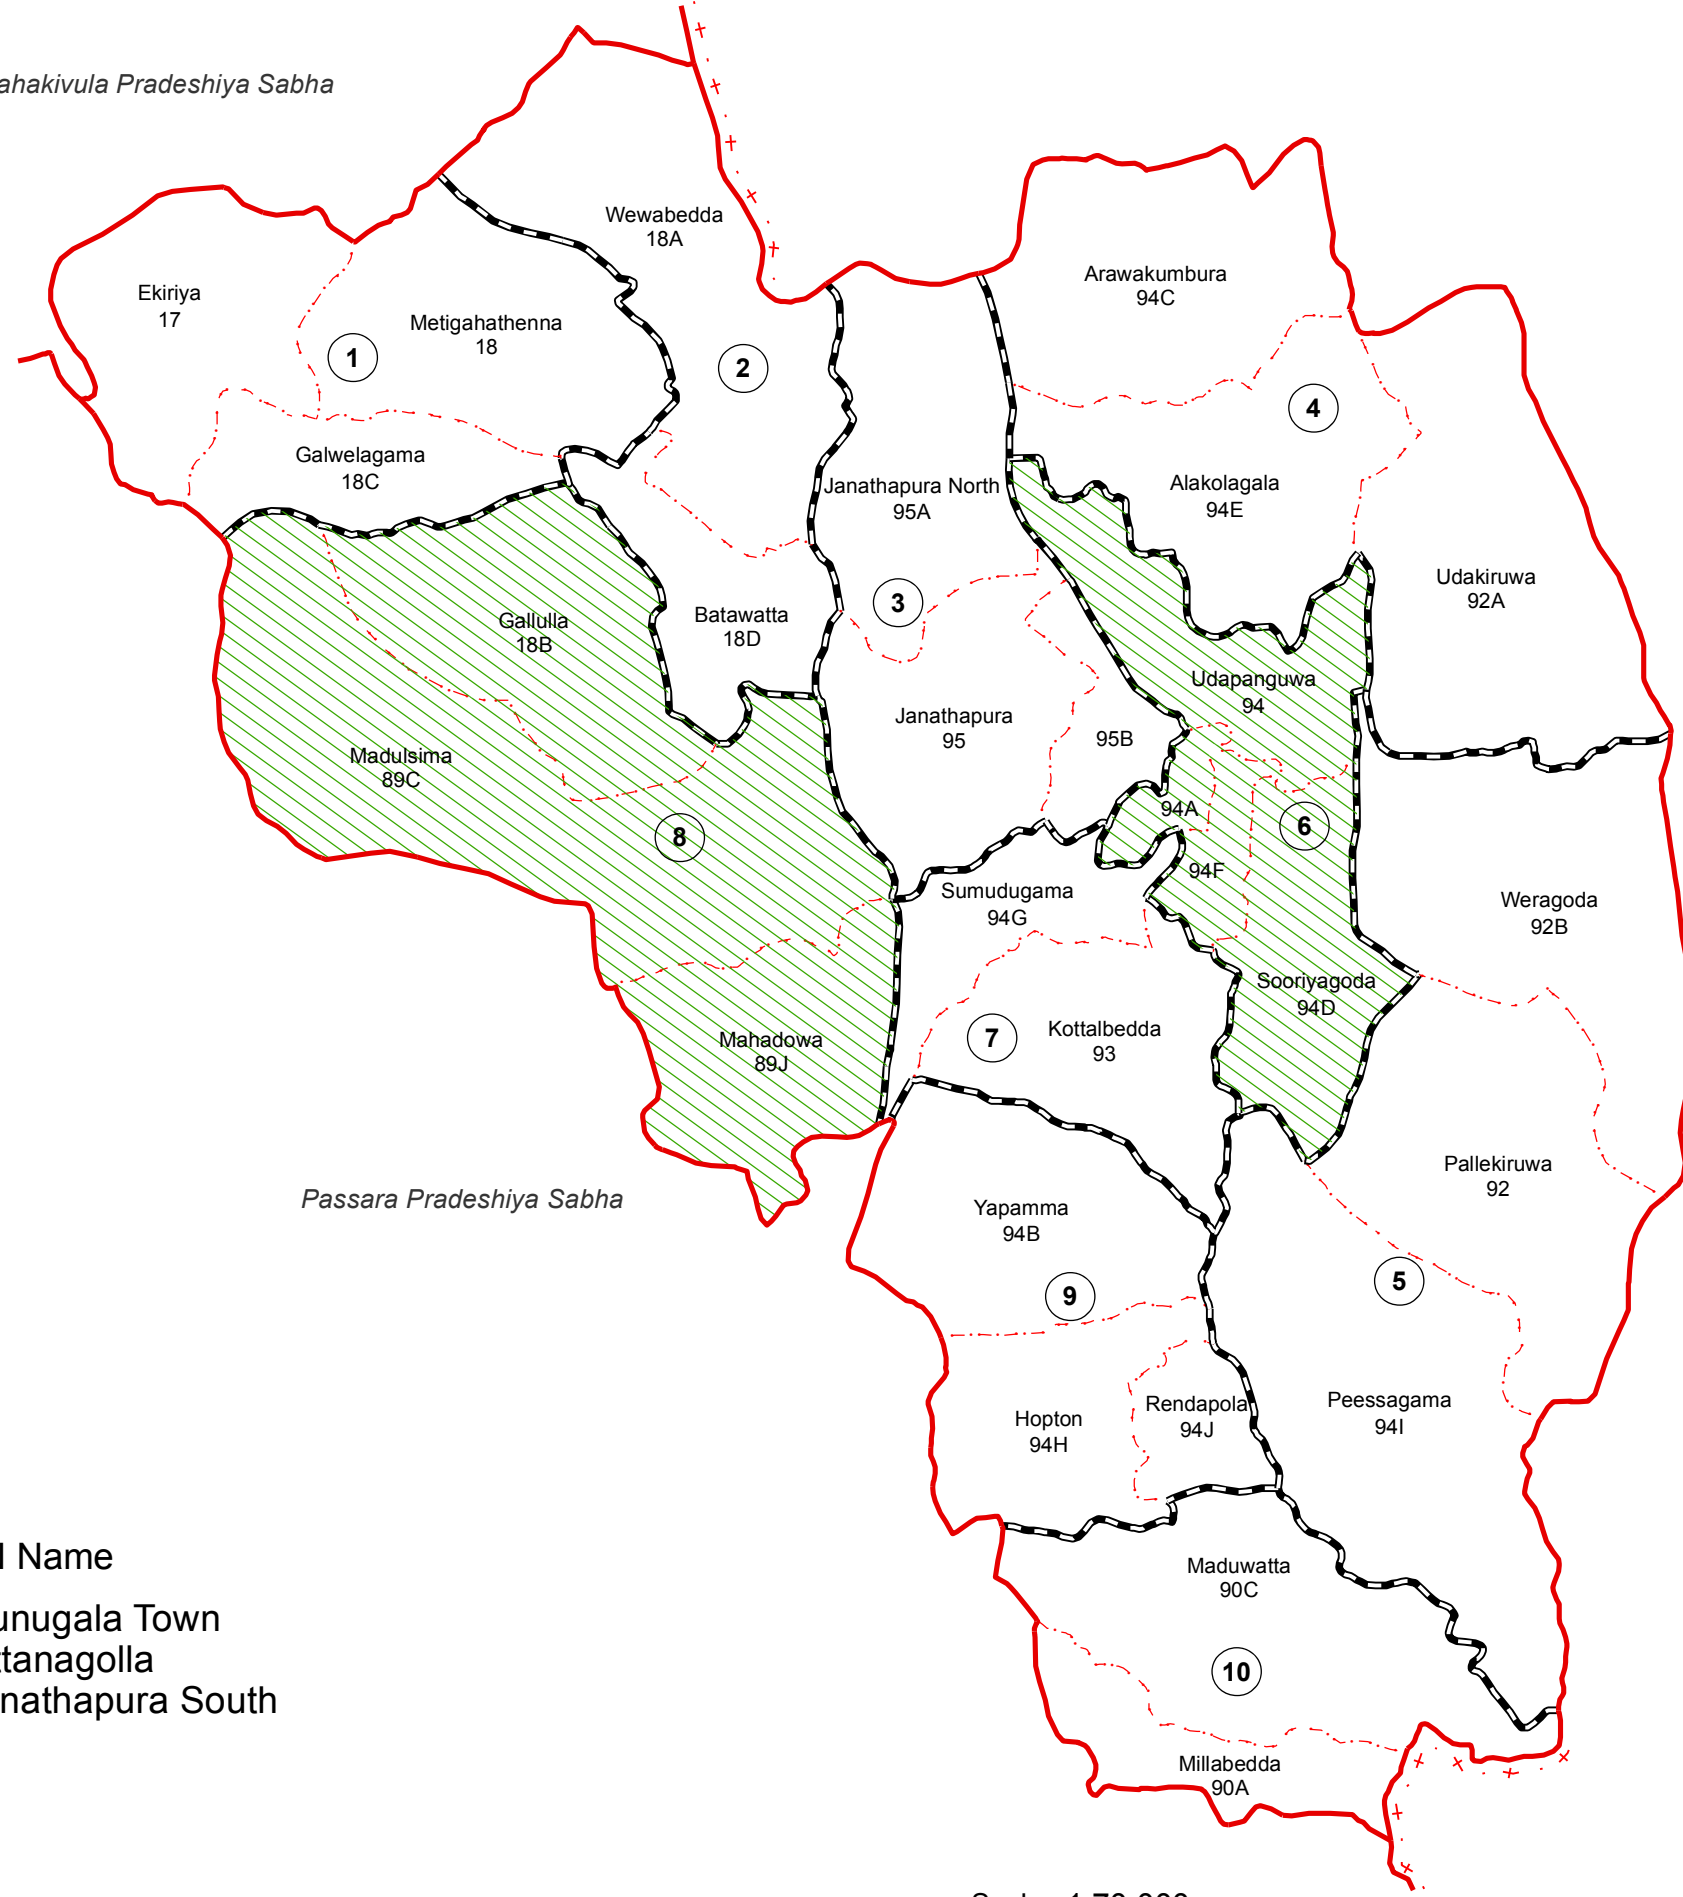 ahakivula Pradeshiya Sabha
Wewabedda
18A
Arawakumbura
94C
Ekiriya
17
Metigahathenna
18
1
2
4
Galwelagama
18C
Janathapura North
95A
Alakolagala
94E
Udakiruwa
92A
3
Gallulla
18B
Batawatta
18D
Udapanguwa
94
Janathapura
95
95B
Madulsima
89C
94A
6
8
94F
Sumudugama
94G
Weragoda
92B
Sooriyagoda
94D
7
Kottalbedda
93
Mahadowa
89J
Pallekiruwa
92
Passara Pradeshiya Sabha
Yapamma
94B
5
9
Peessagama
94I
Rendapola
94J
Hopton
94H
Name
Maduwatta
90C
unugala Town
ttanagolla
nathapura South
10
Millabedda
90A